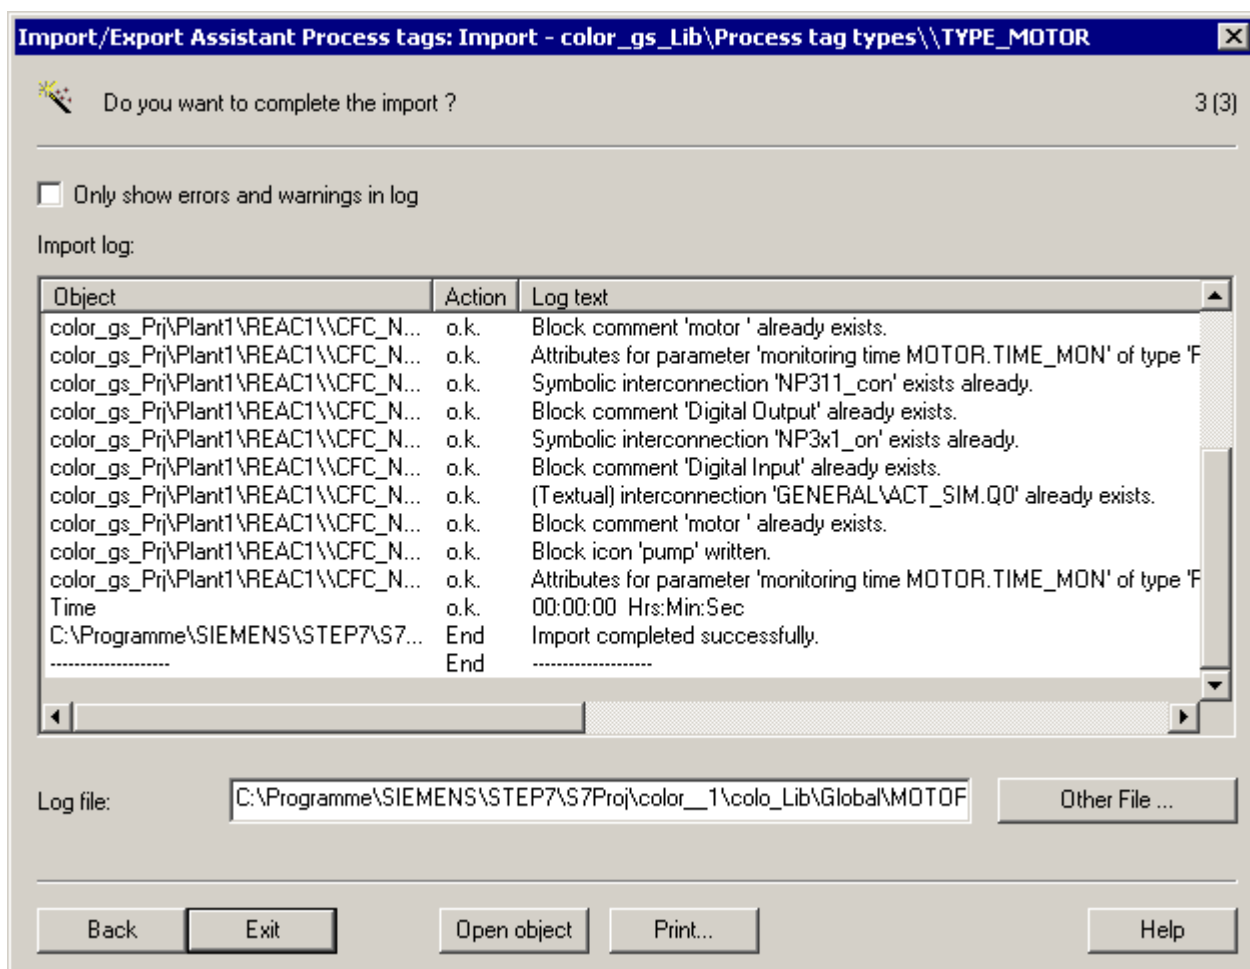 Import/Export Assistant Process tags: Import - color_gs_Lib\Process tag types\\TYPE_MOTOR
Do you want to complete the import ? 3 (3)
Only show errors and warnings in log
Import log:
Object Action Log text
color_gs_Prj\Plant1\REAC1\\CFC_N... o.k. Block comment 'motor ' already exists.
color_gs_Prj\Plant1\REAC1\\CFC_N... o.k. Attributes for parameter 'monitoring time MOTOR.TIME_MON' of type 'F
color_gs_Prj\Plant1\REAC1\\CFC_N... o.k. Symbolic interconnection 'NP311_con' exists already.
color_gs_Prj\Plant1\REAC1\\CFC_N... o.k. Block comment 'Digital Output' already exists.
color_gs_Prj\Plant1\REAC1\\CFC_N... o.k. Symbolic interconnection 'NP3x1_on' exists already.
color_gs_Prj\Plant1\REAC1\\CFC_N... o.k. Block comment 'Digital Input' already exists.
color_gs_Prj\Plant1\REAC1\\CFC_N... o.k. (Textual) interconnection 'GENERAL\ACT_SIM.Q0' already exists.
color_gs_Prj\Plant1\REAC1\\CFC_N... o.k. Block comment 'motor ' already exists.
color_gs_Prj\Plant1\REAC1\\CFC_N... o.k. Block icon 'pump' written.
color_gs_Prj\Plant1\REAC1\\CFC_N... o.k. Attributes for parameter 'monitoring time MOTOR.TIME_MON' of type 'F
Time o.k. 00:00:00 Hrs:Min:Sec
C:\Programme\SIEMENS\STEP7\S7... End Import completed successfully.
-------------------- End --------------------
Log file: C:\Programme\SIEMENS\STEP7\S7Proj\color__1\colo_Lib\Global\MOTOF Other File ...
Back Exit Open object Print... Help